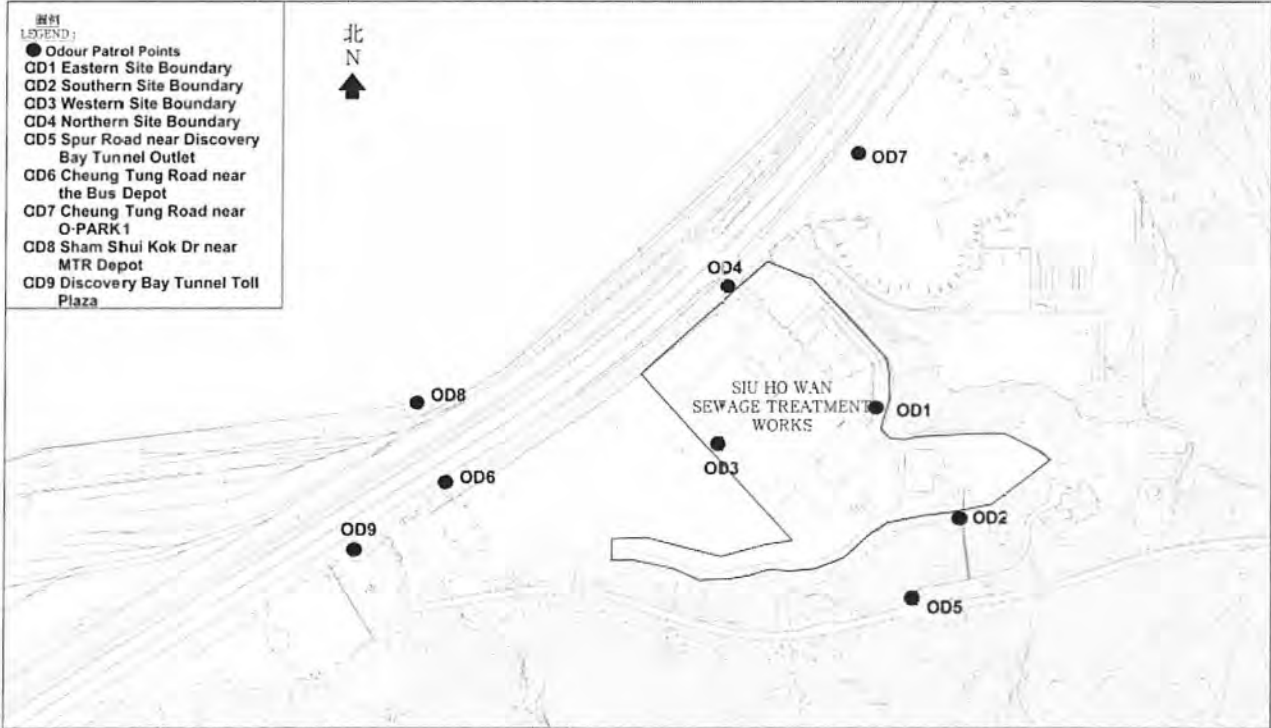 圖例
LEGEND:
Odour Patrol Points
OD1 Eastern Site Boundary
OD2 Southern Site Boundary
OD3 Western Site Boundary
OD4 Northern Site Boundary
OD5 Spur Road near Discovery
Bay Tunnel Outlet
OD6 Cheung Tung Road near
the Bus Depot
OD7 Cheung Tung Road near
O-PARK1
OD8 Sham Shui Kok Dr near
MTR Depot
OD9 Discovery Bay Tunnel Toll
Plaza
北
N
OD7
OD4
OD8
SIU HO WAN
SEWAGE TREATMENT
WORKS
OD1
OD3
OD6
OD2
OD9
OD5